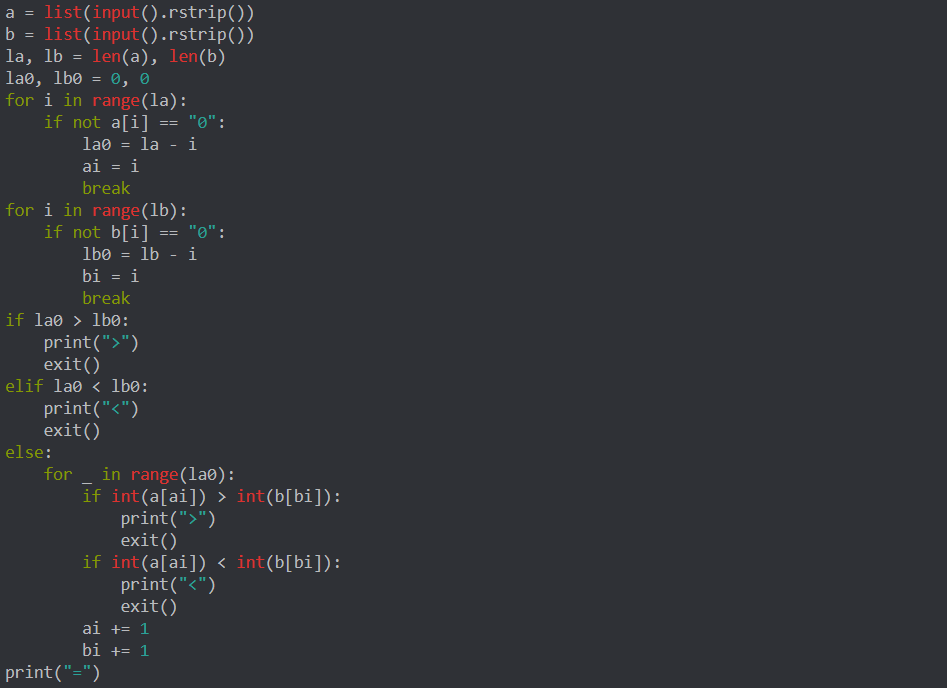 a = list(input().rstrip())
b = list(input().rstrip())
la, lb = len(a), len(b)
la0, lb0 = 0, 0
for i in range(la):
    if not a[i] == "0":
        la0 = la - i
        ai = i
        break
for i in range(lb):
    if not b[i] == "0":
        lb0 = lb - i
        bi = i
        break
if la0 > lb0:
    print(">")
    exit()
elif la0 < lb0:
    print("<")
    exit()
else:
    for _ in range(la0):
        if int(a[ai]) > int(b[bi]):
            print(">")
            exit()
        if int(a[ai]) < int(b[bi]):
            print("<")
            exit()
        ai += 1
        bi += 1
print("=")